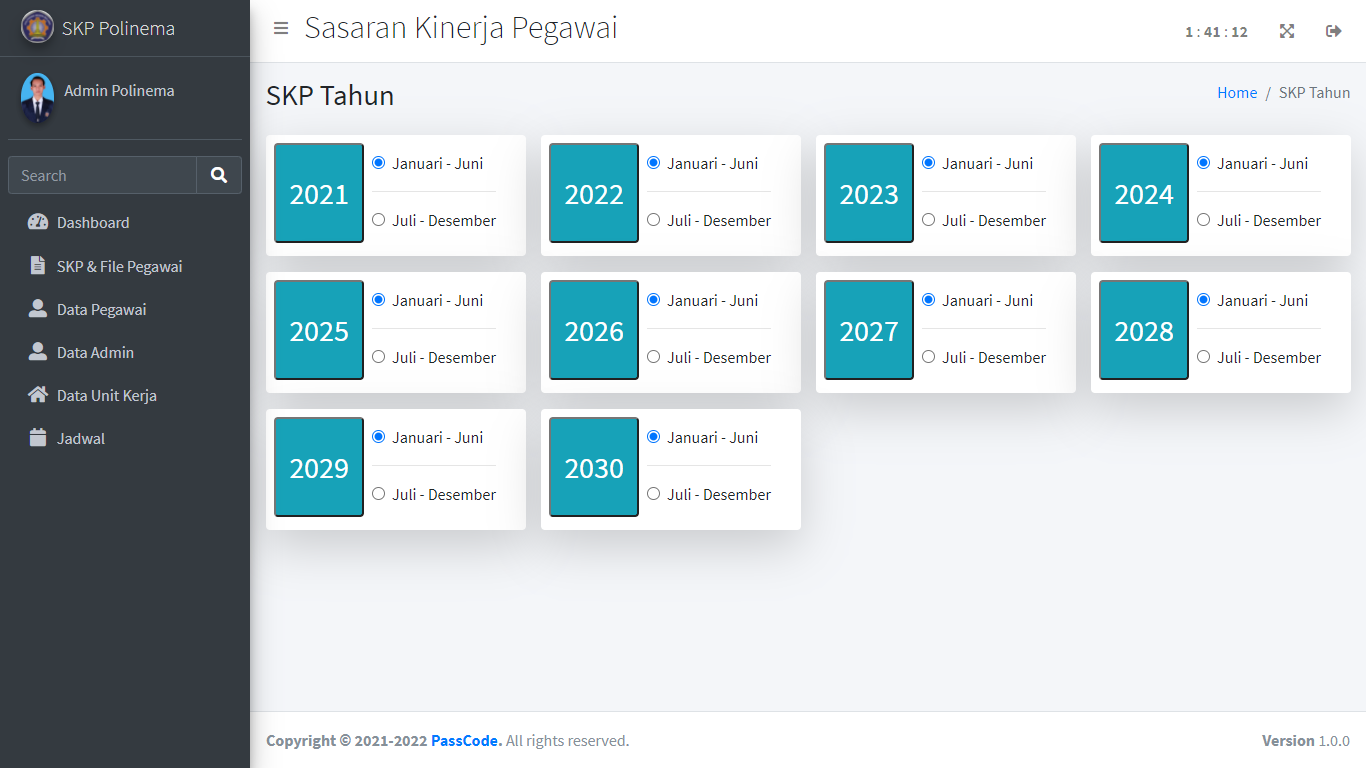 SKP Polinema
Sasaran Kinerja Pegawai
1 : 41 : 12
Admin Polinema
SKP Tahun
Home / SKP Tahun
Search
Dashboard
SKP & File Pegawai
Data Pegawai
Data Admin
Data Unit Kerja
Jadwal
2021
Januari - Juni
Juli - Desember
2022
Januari - Juni
Juli - Desember
2023
Januari - Juni
Juli - Desember
2024
Januari - Juni
Juli - Desember
2025
Januari - Juni
Juli - Desember
2026
Januari - Juni
Juli - Desember
2027
Januari - Juni
Juli - Desember
2028
Januari - Juni
Juli - Desember
2029
Januari - Juni
Juli - Desember
2030
Januari - Juni
Juli - Desember
Copyright © 2021-2022 PassCode. All rights reserved.
Version 1.0.0